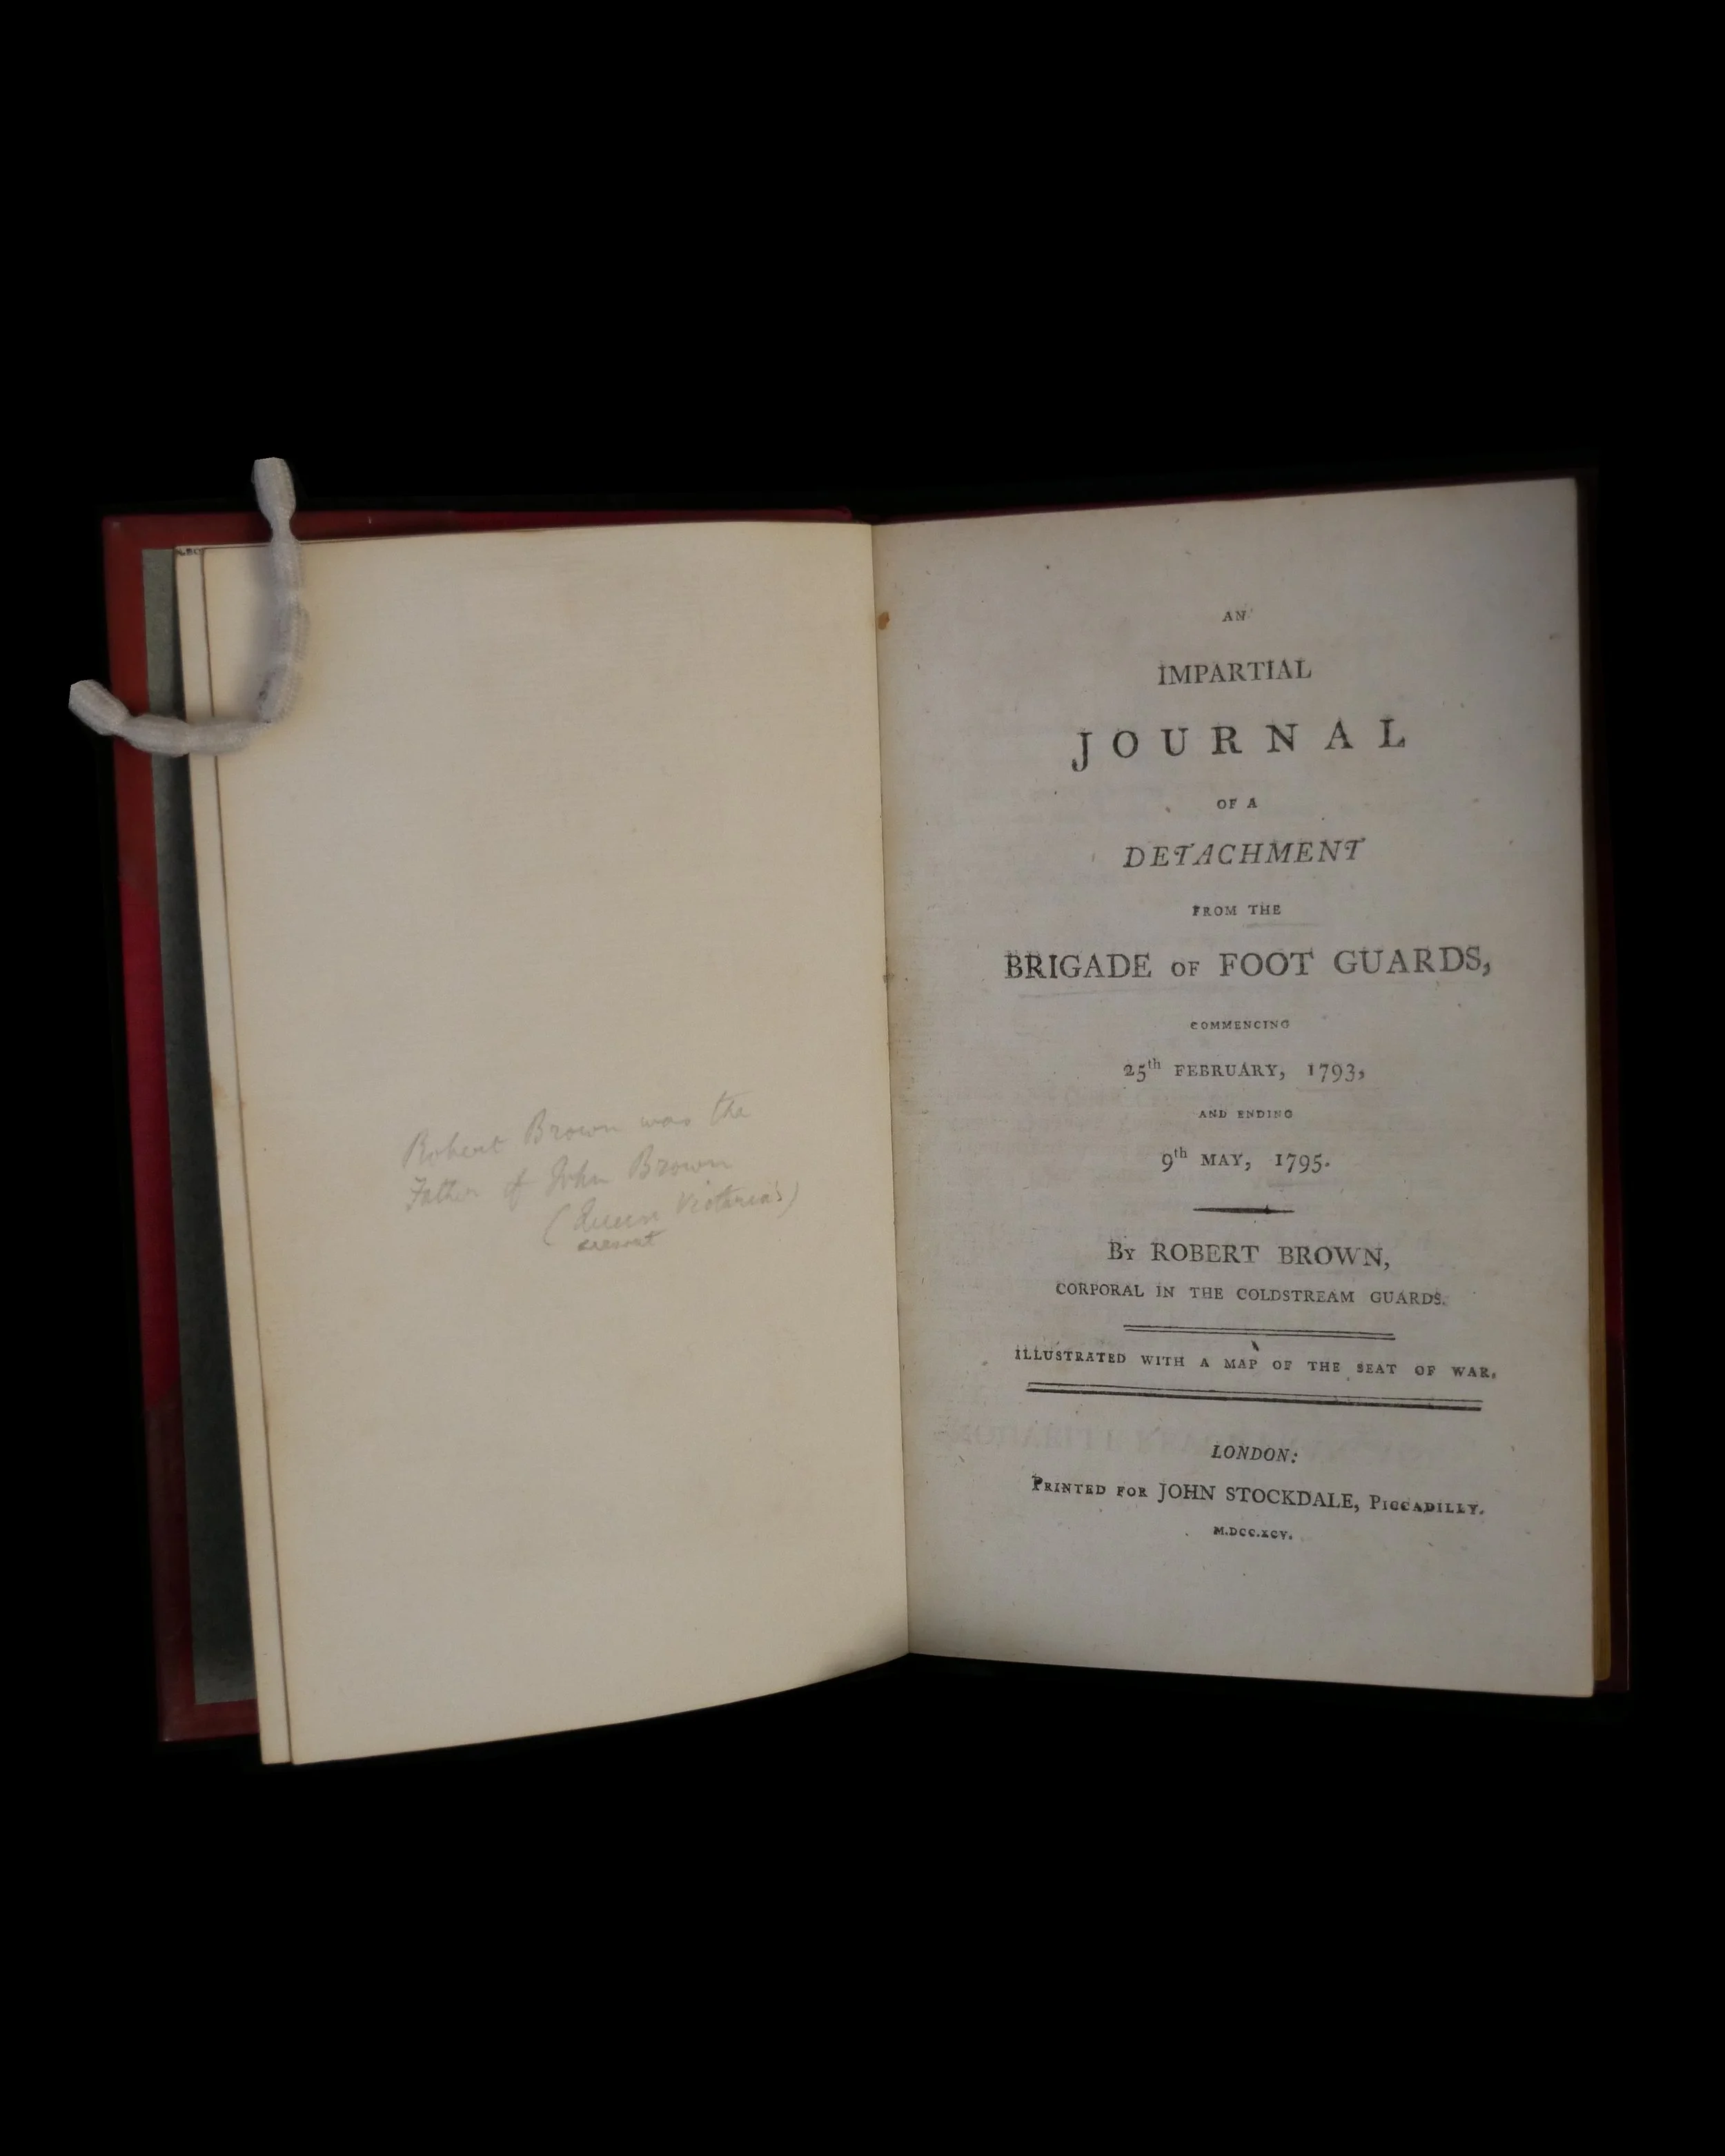 Robert Brown was the
Father of John Brown
(Queen Victoria's)
servant
AN
IMPARTIAL
JOURNAL
OF A
DETACHMENT
FROM THE
BRIGADE OF FOOT GUARDS,
COMMENCING
25th FEBRUARY, 1793,
AND ENDING
9th MAY, 1795.
By ROBERT BROWN,
CORPORAL IN THE COLDSTREAM GUARDS.
ILLUSTRATED WITH A MAP OF THE SEAT OF WAR.
LONDON:
PRINTED FOR JOHN STOCKDALE, PICCADILLY.
M.DCC.XCV.